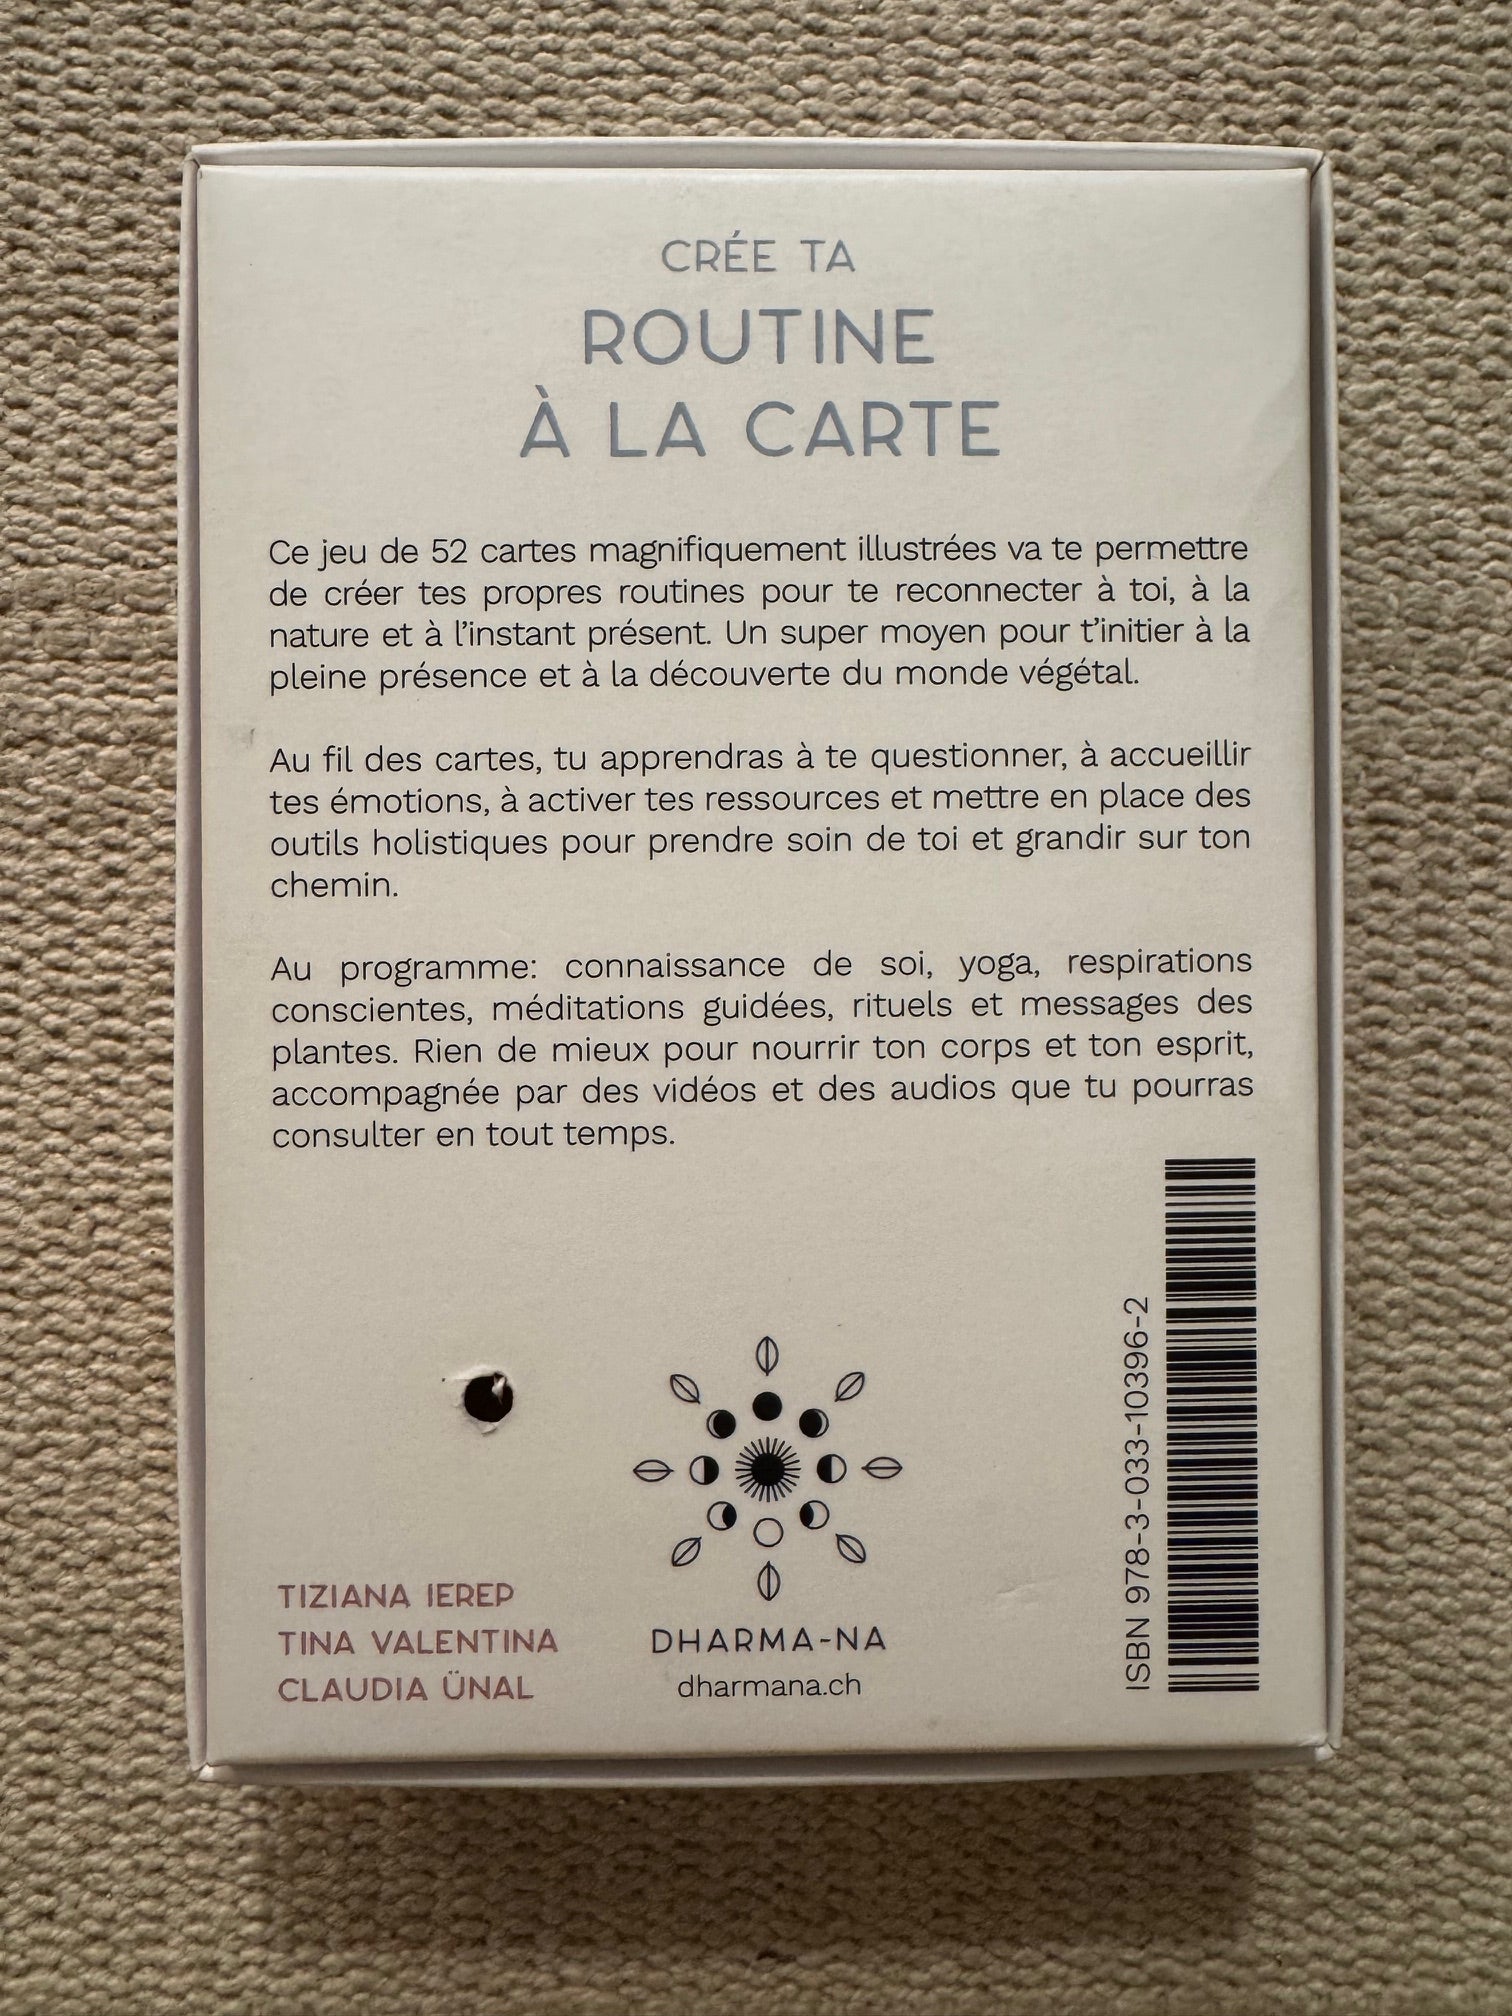 CRÉE TA
ROUTINE
À LA CARTE
Ce jeu de 52 cartes magnifiquement illustrées va te permettre
de créer tes propres routines pour te reconnecter à toi, à la
nature et à l'instant présent. Un super moyen pour t'initier à la
pleine présence et à la découverte du monde végétal.
Au fil des cartes, tu apprendras à te questionner, à accueillir
tes émotions, à activer tes ressources et mettre en place des
outils holistiques pour prendre soin de toi et grandir sur ton
chemin.
Au programme: connaissance de soi, yoga, respirations
conscientes, méditations guidées, rituels et messages des
plantes. Rien de mieux pour nourrir ton corps et ton esprit,
accompagnée par des vidéos et des audios que tu pourras
consulter en tout temps.
TIZIANA IEREP
TINA VALENTINA
CLAUDIA ÜNAL
DHARMA-NA
dharmana.ch
ISBN 978-3-033-10396-2